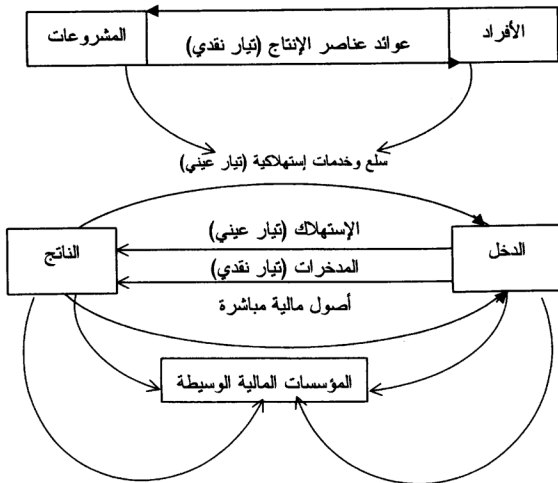 الأفراد
المشروعات
عوائد عناصر الإنتاج (تيار نقدي)
سلع وخدمات إستهلاكية (تيار عيني)
الدخل
الإستهلاك (تيار عيني)
الناتج
المدخرات (تيار نقدي)
أصول مالية مباشرة
المؤسسات المالية الوسيطة